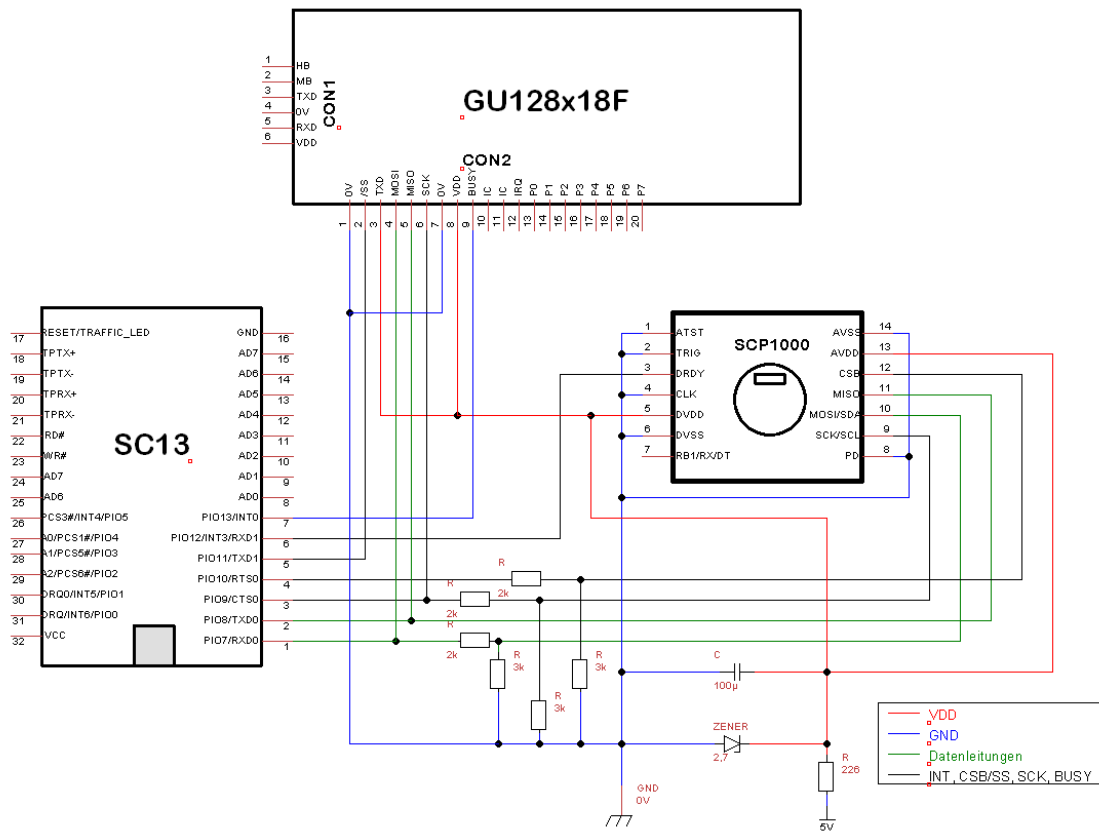 GU128x18F
CON1
1 HB
2 MB
3 TXD
4 0V
5 RXD
6 VDD
CON2
0V /SS TXD MOSI MISO SCK 0V VDD BUSY IC IC IRQ P0 P1 P2 P3 P4 P5 P6 P7
1 2 3 4 5 6 7 8 9 10 11 12 13 14 15 16 17 18 19 20
SC13
17 RESET/TRAFFIC_LED
18 TPTX+
19 TPTX-
20 TPRX+
21 TPRX-
22 RD#
23 WR#
24 AD7
25 AD6
26 PCS3#/INT4/PIO5
27 A0/PCS1#/PIO4
28 A1/PCS5#/PIO3
29 A2/PCS6#/PIO2
30 DRQ0/INT5/PIO1
31 DRQ/INT6/PIO0
32 VCC
GND 16
AD7 15
AD6 14
AD5 13
AD4 12
AD3 11
AD2 10
AD1 9
AD0 8
PIO13/INT0 7
PIO12/INT3/RXD1 6
PIO11/TXD1 5
PIO10/RTS0 4
PIO9/CTS0 3
PIO8/TXD0 2
PIO7/RXD0 1
SCP1000
1 ATST
2 TRIG
3 DRDY
4 CLK
5 DVDD
6 DVSS
7 RB1/RX/DT
AVSS 14
AVDD 13
CSB 12
MISO 11
MOSI/SDA 10
SCK/SCL 9
PD 8
R
2k
R
2k
R
2k
R
3k
R
3k
R
3k
C
100µ
ZENER
2,7
R
226
5V
GND
0V
VDD
GND
Datenleitungen
INT, CSB/SS, SCK, BUSY